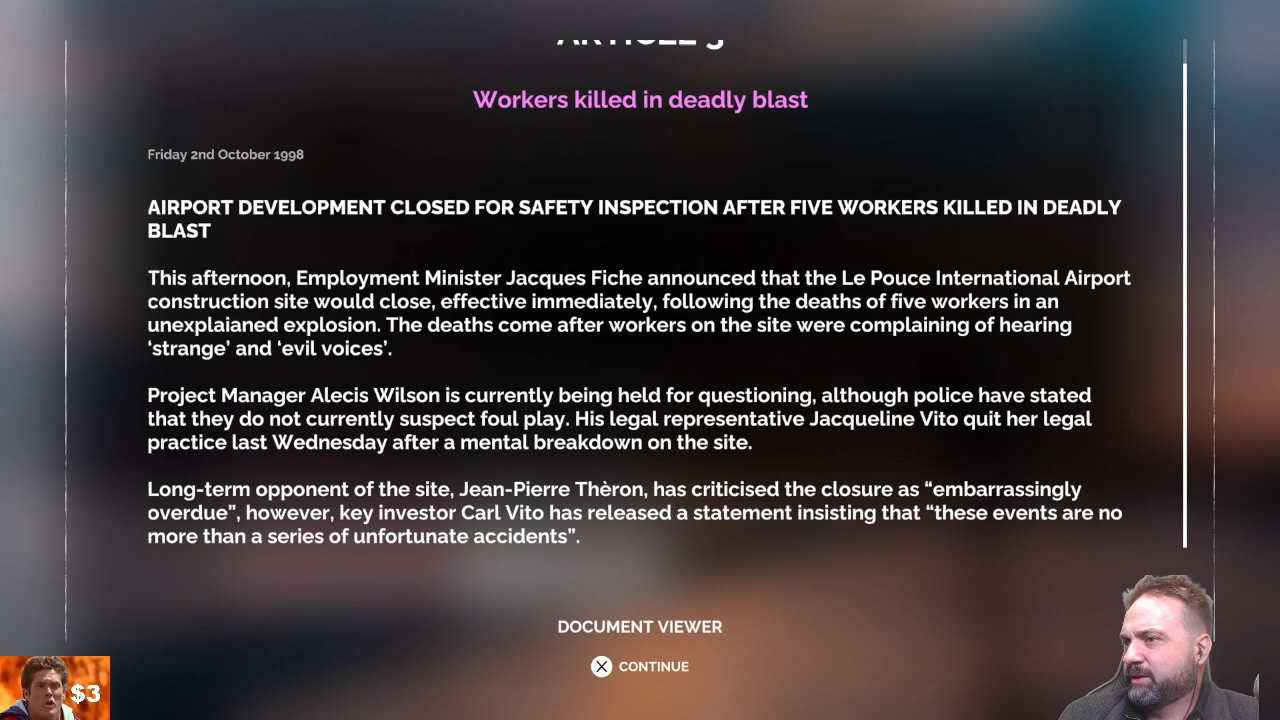 ARTICLE 3
Workers killed in deadly blast
Friday 2nd October 1998
AIRPORT DEVELOPMENT CLOSED FOR SAFETY INSPECTION AFTER FIVE WORKERS KILLED IN DEADLY
BLAST
This afternoon, Employment Minister Jacques Fiche announced that the Le Pouce International Airport
construction site would close, effective immediately, following the deaths of five workers in an
unexplaianed explosion. The deaths come after workers on the site were complaining of hearing
‘strange’ and ‘evil voices’.
Project Manager Alecis Wilson is currently being held for questioning, although police have stated
that they do not currently suspect foul play. His legal representative Jacqueline Vito quit her legal
practice last Wednesday after a mental breakdown on the site.
Long-term opponent of the site, Jean-Pierre Thèron, has criticised the closure as “embarrassingly
overdue”, however, key investor Carl Vito has released a statement insisting that “these events are no
more than a series of unfortunate accidents”.
DOCUMENT VIEWER
CONTINUE
$3